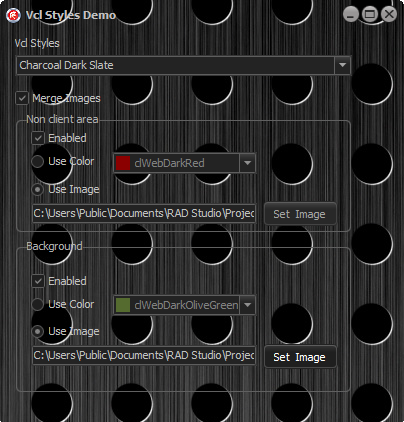 Vcl Styles Demo
Vcl Styles
Charcoal Dark Slate
Merge Images
Non client area
Enabled
Use Color
clWebDarkRed
Use Image
C:\Users\Public\Documents\RAD Studio\Projec
Set Image
Background
Enabled
Use Color
clWebDarkOliveGreen
Use Image
C:\Users\Public\Documents\RAD Studio\Projec
Set Image